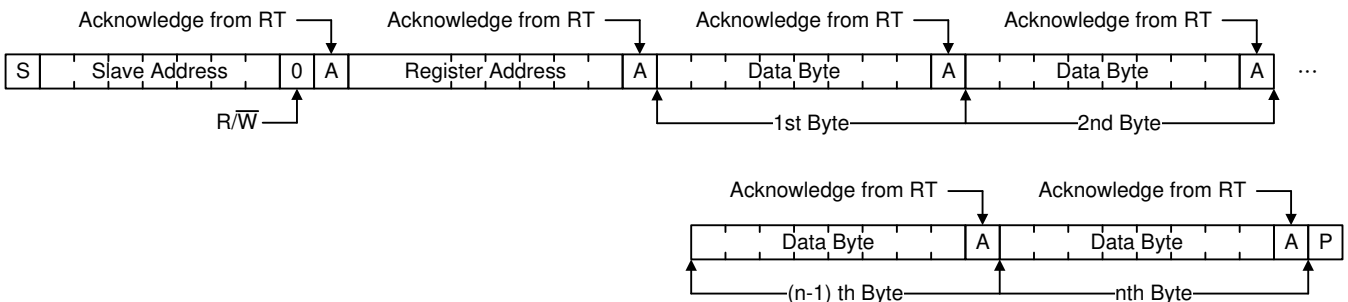 Acknowledge from RT Acknowledge from RT Acknowledge from RT Acknowledge from RT
S Slave Address 0 A Register Address A Data Byte A Data Byte A ...
R/W̅ 1st Byte 2nd Byte
Acknowledge from RT Acknowledge from RT
Data Byte A Data Byte A P
(n-1) th Byte nth Byte